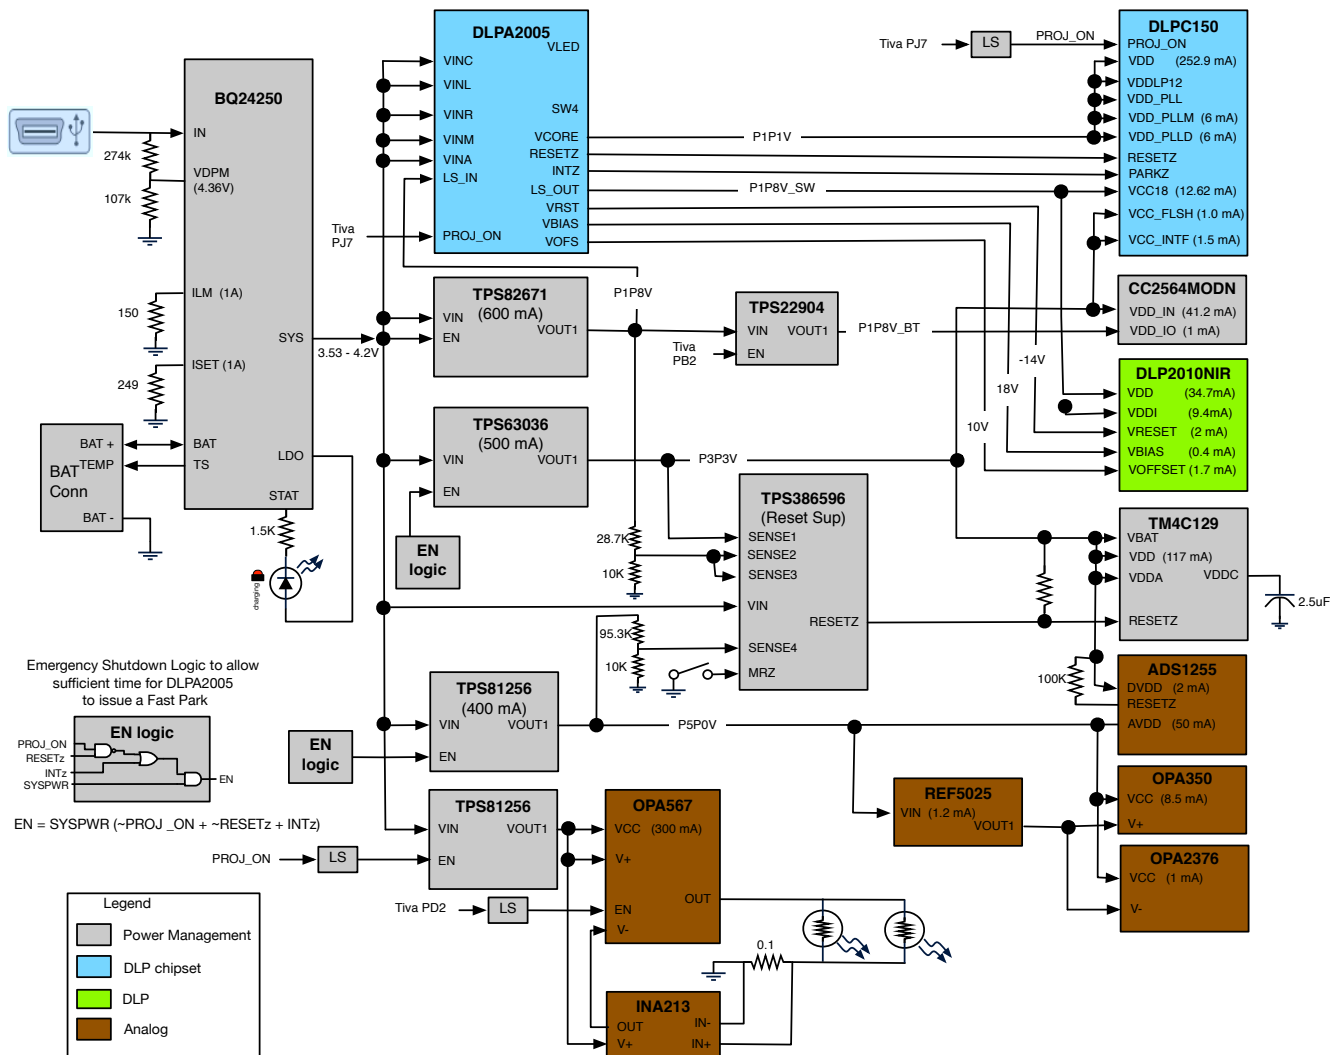 DLPA2005
VLED
VINC
VINL
VINR
VINM
VINA
LS_IN
PROJ_ON
SW4
VCORE
RESETZ
INTZ
LS_OUT
VRST
VBIAS
VOFS
Tiva
PJ7
Tiva PJ7
LS
PROJ_ON
DLPC150
PROJ_ON
VDD (252.9 mA)
VDDLP12
VDD_PLL
VDD_PLLM (6 mA)
VDD_PLLD (6 mA)
RESETZ
PARKZ
VCC18 (12.62 mA)
VCC_FLSH (1.0 mA)
VCC_INTF (1.5 mA)
P1P1V
P1P8V_SW
BQ24250
IN
VDPM
(4.36V)
ILM (1A)
SYS
ISET (1A)
BAT
TS
LDO
STAT
274k
107k
150
249
3.53 - 4.2V
BAT +
TEMP
BAT
Conn
BAT -
1.5K
charging
TPS82671
(600 mA)
VIN
EN
VOUT1
P1P8V
TPS22904
VIN
VOUT1
EN
Tiva
PB2
P1P8V_BT
CC2564MODN
VDD_IN (41.2 mA)
VDD_IO (1 mA)
-14V
18V
10V
DLP2010NIR
VDD (34.7mA)
VDDI (9.4mA)
VRESET (2 mA)
VBIAS (0.4 mA)
VOFFSET (1.7 mA)
TPS63036
(500 mA)
VIN
VOUT1
EN
P3P3V
EN
logic
TPS386596
(Reset Sup)
SENSE1
SENSE2
SENSE3
VIN
RESETZ
SENSE4
MRZ
28.7K
10K
95.3K
10K
TM4C129
VBAT
VDD (117 mA)
VDDA
VDDC
RESETZ
2.5uF
100K
ADS1255
DVDD (2 mA)
RESETZ
AVDD (50 mA)
TPS81256
(400 mA)
VIN
VOUT1
EN
P5P0V
EN
logic
Emergency Shutdown Logic to allow
sufficient time for DLPA2005
to issue a Fast Park
EN logic
PROJ_ON
RESETz
INTz
SYSPWR
EN
EN = SYSPWR (~PROJ _ON + ~RESETz + INTz)
TPS81256
VIN
VOUT1
EN
PROJ_ON
LS
OPA567
VCC (300 mA)
V+
OUT
EN
V-
Tiva PD2
LS
REF5025
VIN (1.2 mA)
VOUT1
OPA350
VCC (8.5 mA)
V+
OPA2376
VCC (1 mA)
V-
0.1
INA213
OUT
V+
IN-
IN+
Legend
Power Management
DLP chipset
DLP
Analog